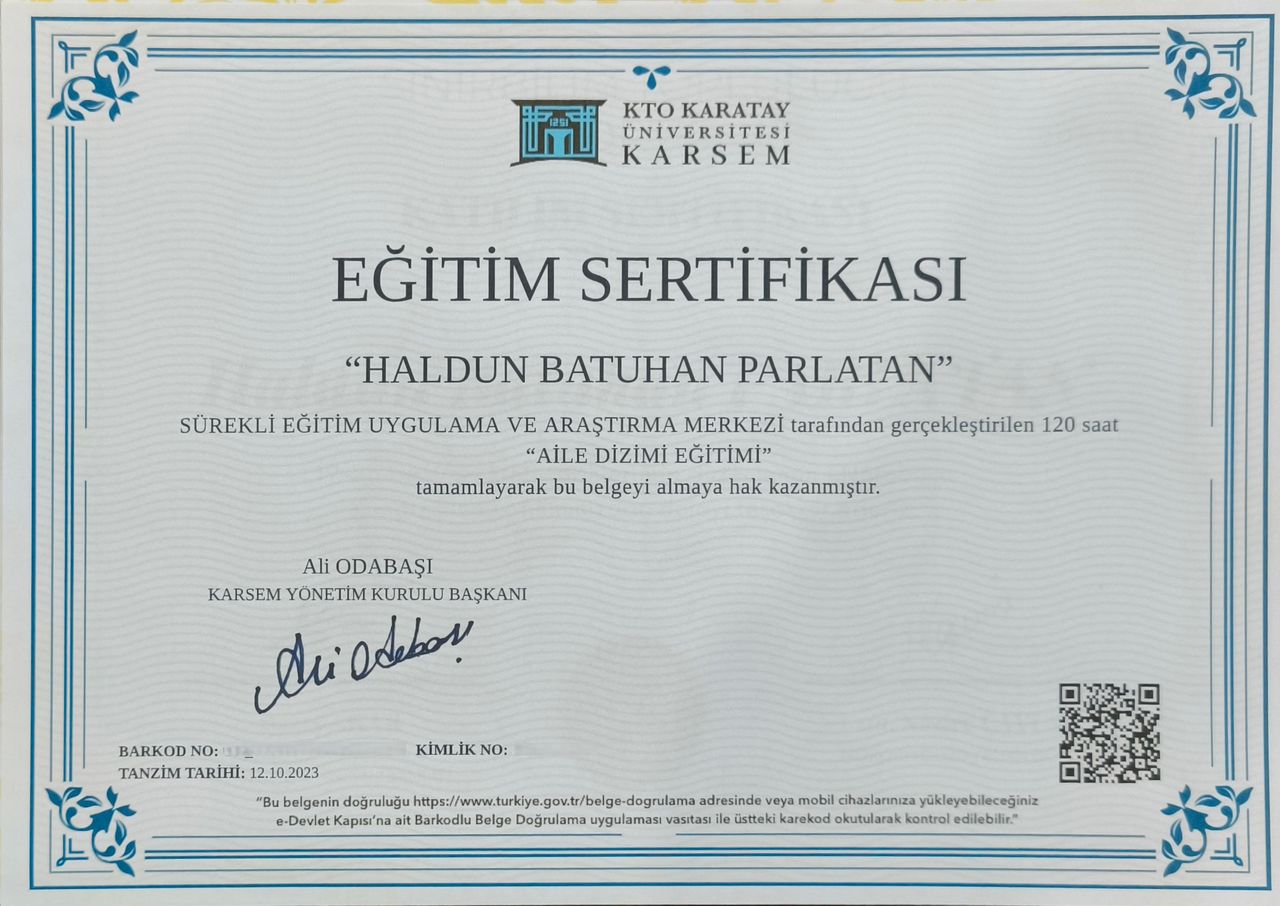 1251
KTO KARATAY
ÜNİVERSİTESİ
KARSEM
EĞİTİM SERTİFİKASI
“HALDUN BATUHAN PARLATAN”
SÜREKLİ EĞİTİM UYGULAMA VE ARAŞTIRMA MERKEZİ tarafından gerçekleştirilen 120 saat
“AİLE DİZİMİ EĞİTİMİ”
tamamlayarak bu belgeyi almaya hak kazanmıştır.
Ali ODABAŞI
KARSEM YÖNETİM KURULU BAŞKANI
Ali Odabaşı
BARKOD NO:
KİMLİK NO:
TANZİM TARİHİ: 12.10.2023
“Bu belgenin doğruluğu https://www.turkiye.gov.tr/belge-dogrulama adresinde veya mobil cihazlarınıza yükleyebileceğiniz
e-Devlet Kapısı’na ait Barkodlu Belge Doğrulama uygulaması vasıtası ile üstteki karekod okutularak kontrol edilebilir.”